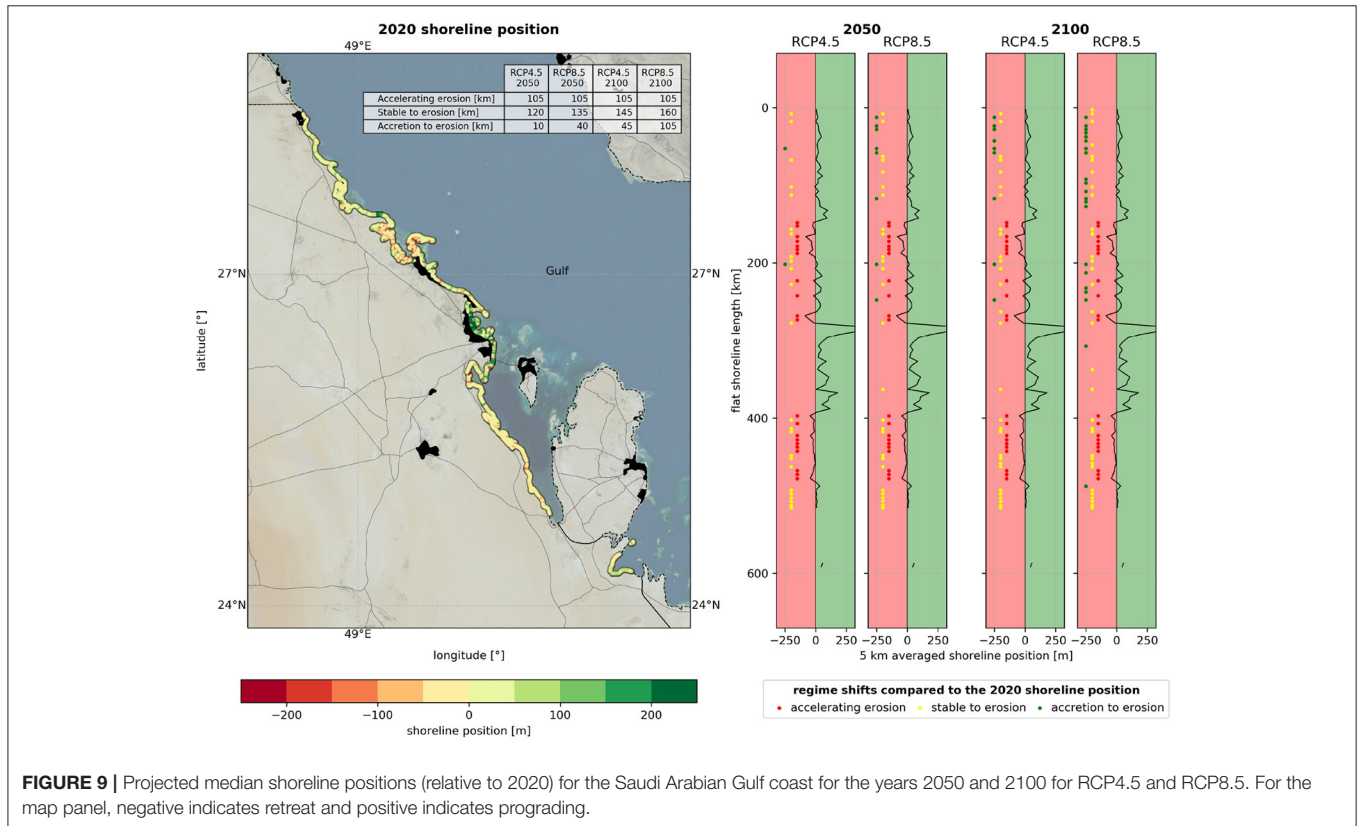 2020 shoreline position
49°E
RCP4.5 2050 RCP8.5 2050 RCP4.5 2100 RCP8.5 2100
Accelerating erosion [km] 105 105 105 105
Stable to erosion [km] 120 135 145 160
Accretion to erosion [km] 10 40 45 105
27°N
Gulf
27°N
latitude [°]
24°N
24°N
49°E
longitude [°]
−200 −100 0 100 200
shoreline position [m]
2050 2100
RCP4.5 RCP8.5 RCP4.5 RCP8.5
0
200
400
600
flat shoreline length [km]
−250 0 250 −250 0 250 −250 0 250 −250 0 250
5 km averaged shoreline position [m]
regime shifts compared to the 2020 shoreline position
accelerating erosion stable to erosion accretion to erosion
FIGURE 9 | Projected median shoreline positions (relative to 2020) for the Saudi Arabian Gulf coast for the years 2050 and 2100 for RCP4.5 and RCP8.5. For the
map panel, negative indicates retreat and positive indicates prograding.